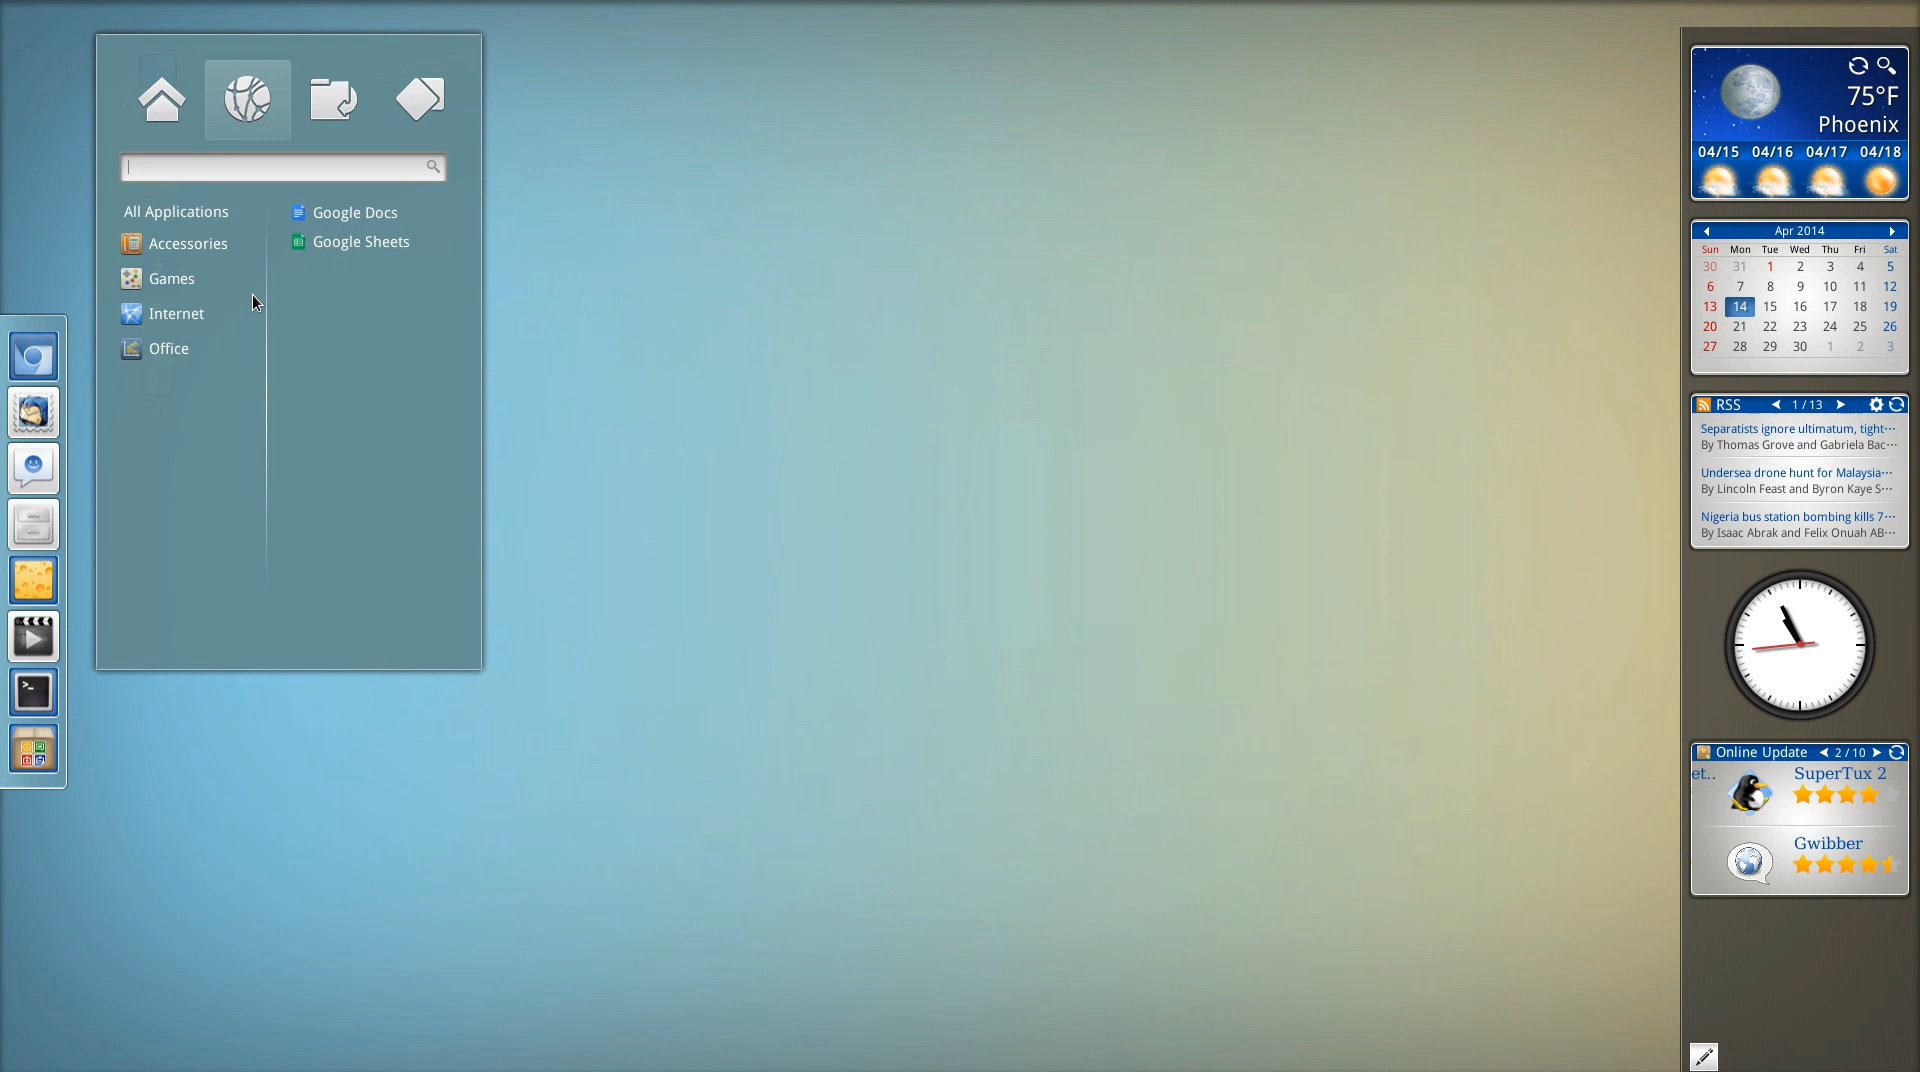 All Applications
Accessories
Games
Internet
Office
Google Docs
Google Sheets
75°F
Phoenix
04/15 04/16 04/17 04/18
Apr 2014
Sun Mon Tue Wed Thu Fri Sat
30 31 1 2 3 4 5
6 7 8 9 10 11 12
13 14 15 16 17 18 19
20 21 22 23 24 25 26
27 28 29 30 1 2 3
RSS 1 / 13
Separatists ignore ultimatum, tight···
By Thomas Grove and Gabriela Bac···
Undersea drone hunt for Malaysia···
By Lincoln Feast and Byron Kaye S···
Nigeria bus station bombing kills 7···
By Isaac Abrak and Felix Onuah AB···
Online Update 2 / 10
et.. SuperTux 2
Gwibber